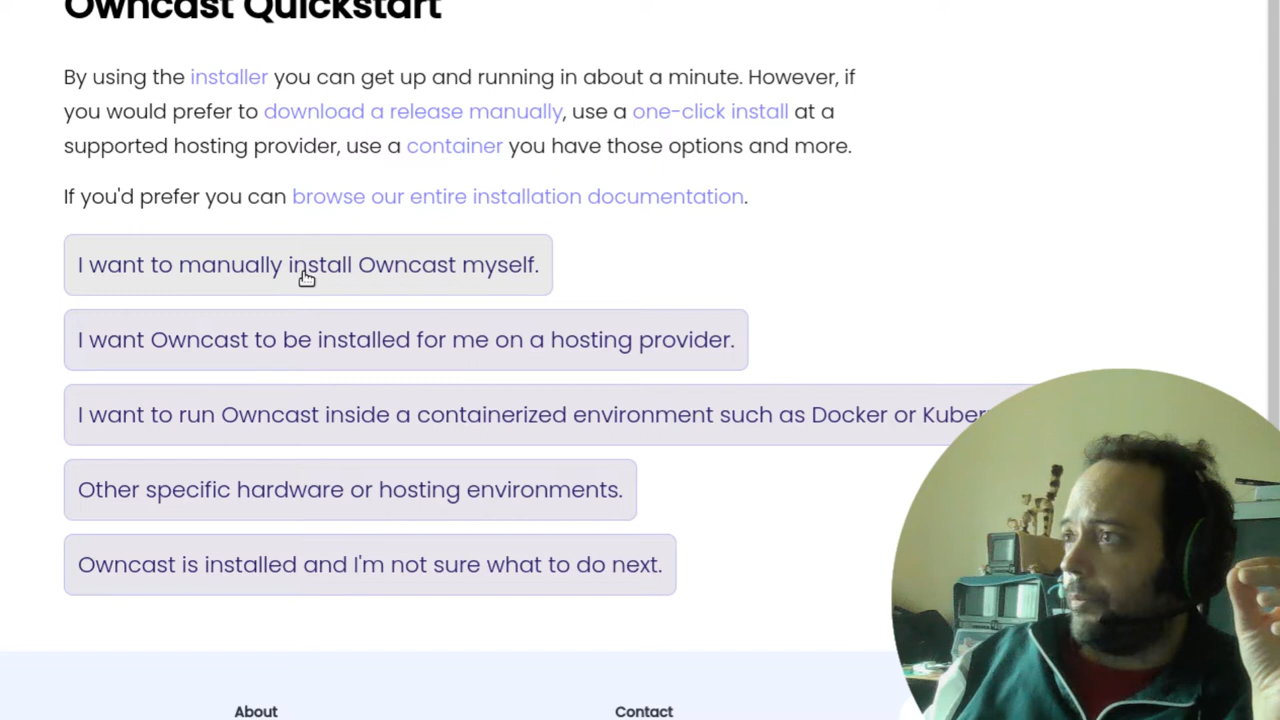 Owncast Quickstart
By using the installer you can get up and running in about a minute. However, if
you would prefer to download a release manually, use a one-click install at a
supported hosting provider, use a container you have those options and more.
If you'd prefer you can browse our entire installation documentation.
I want to manually install Owncast myself.
I want Owncast to be installed for me on a hosting provider.
I want to run Owncast inside a containerized environment such as Docker or
Other specific hardware or hosting environments.
Owncast is installed and I'm not sure what to do next.
About
Contact